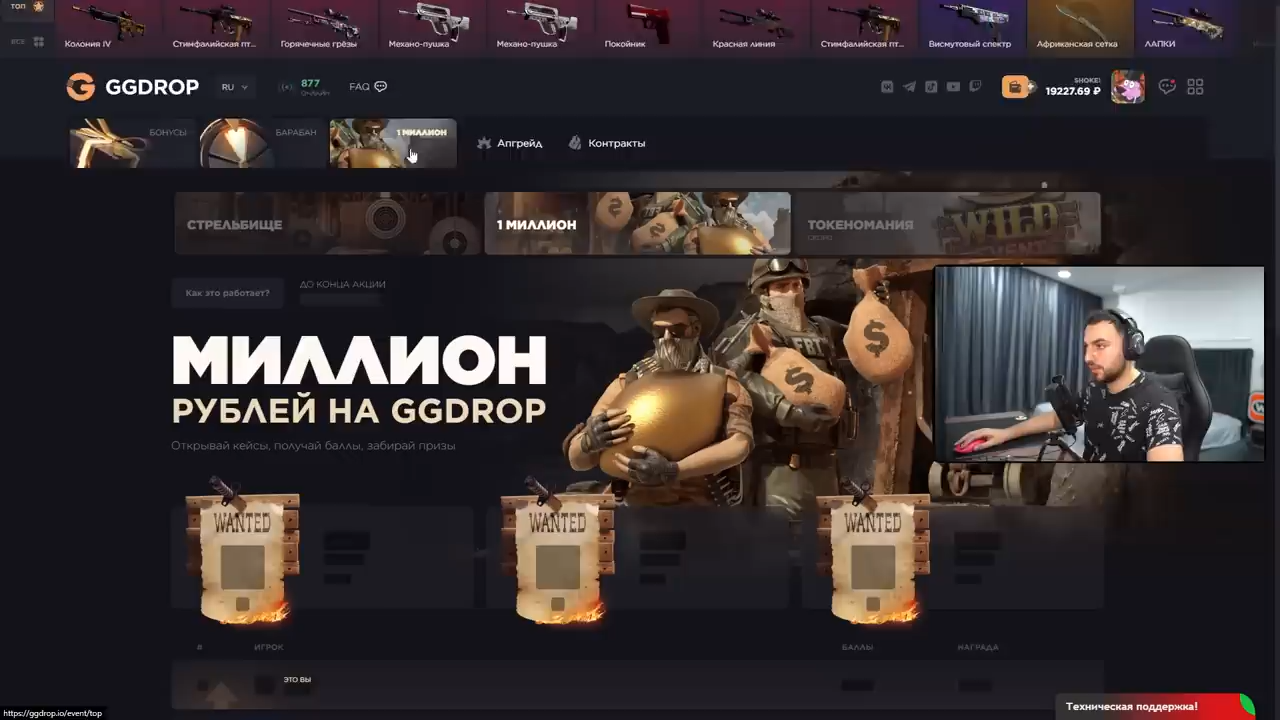 ТОП
ВСЕ
Колония IV
Стимфалийская пт...
Горячечные грёзы
Механо-пушка
Механо-пушка
Покойник
Красная линия
Стимфалийская пт...
Висмутовый спектр
Африканская сетка
ЛАПКИ
GGDROP
RU
877
ОНЛАЙН
FAQ
SHOKE!
19227.69 ₽
БОНУСЫ
БАРАБАН
1 МИЛЛИОН
Апгрейд
Контракты
СТРЕЛЬБИЩЕ
1 МИЛЛИОН
ТОКЕНОМАНИЯ
СКОРО
WILD
Как это работает?
ДО КОНЦА АКЦИИ
FBI
МИЛЛИОН
РУБЛЕЙ НА GGDROP
Открывай кейсы, получай баллы, забирай призы
WANTED
WANTED
WANTED
#
ИГРОК
БАЛЛЫ
НАГРАДА
ЭТО ВЫ
Техническая поддержка!
https://ggdrop.io/event/top